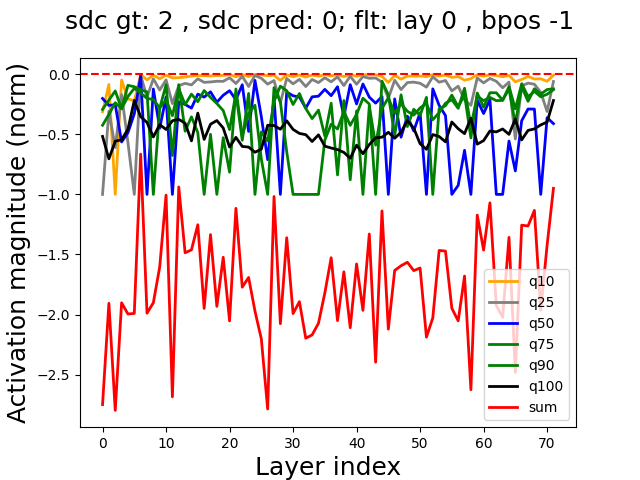 sdc gt: 2 , sdc pred: 0; flt: lay 0 , bpos -1
Activation magnitude (norm)
0.0
−0.5
−1.0
−1.5
−2.0
−2.5
q10
q25
q50
q75
q90
q100
sum
0 10 20 30 40 50 60 70
Layer index